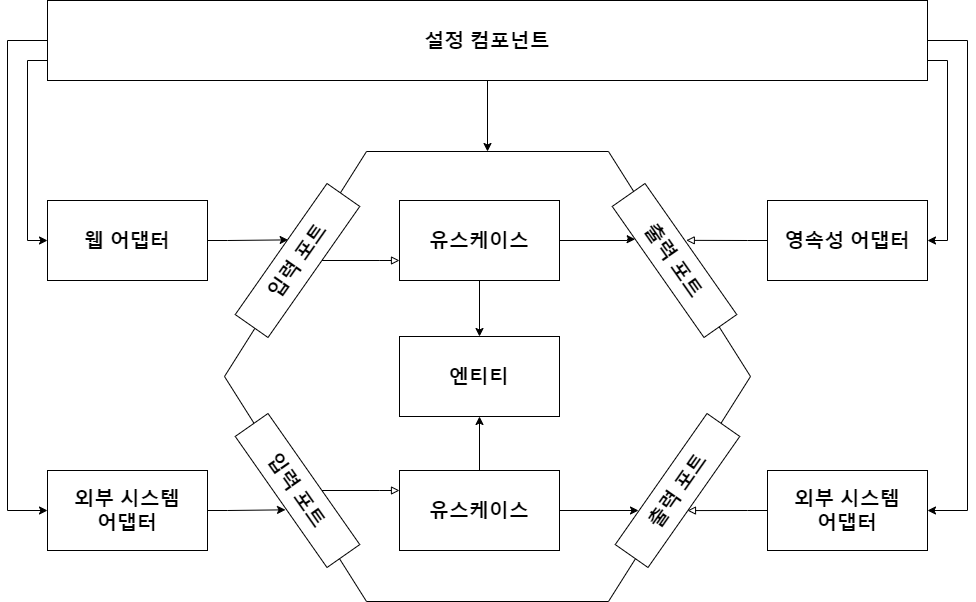 설정 컴포넌트
웹 어댑터
입력 포트
유스케이스
출력 포트
영속성 어댑터
엔티티
외부 시스템
어댑터
입력 포트
유스케이스
출력 포트
외부 시스템
어댑터